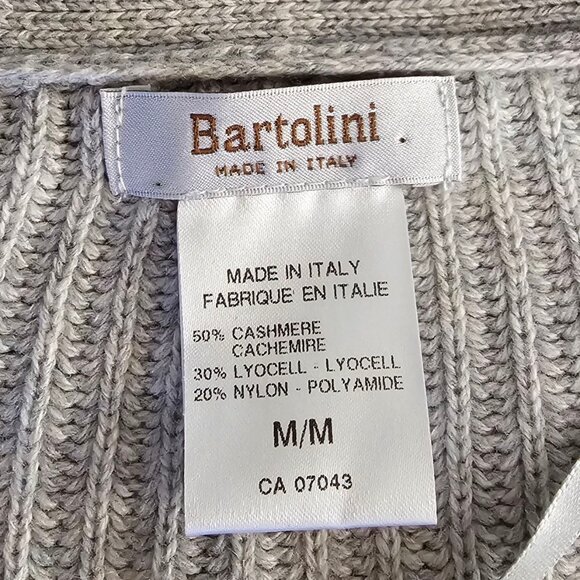 Bartolini
MADE IN ITALY
MADE IN ITALY
FABRIQUE EN ITALIE
50% CASHMERE
CACHEMIRE
30% LYOCELL - LYOCELL
20% NYLON - POLYAMIDE
M/M
CA 07043